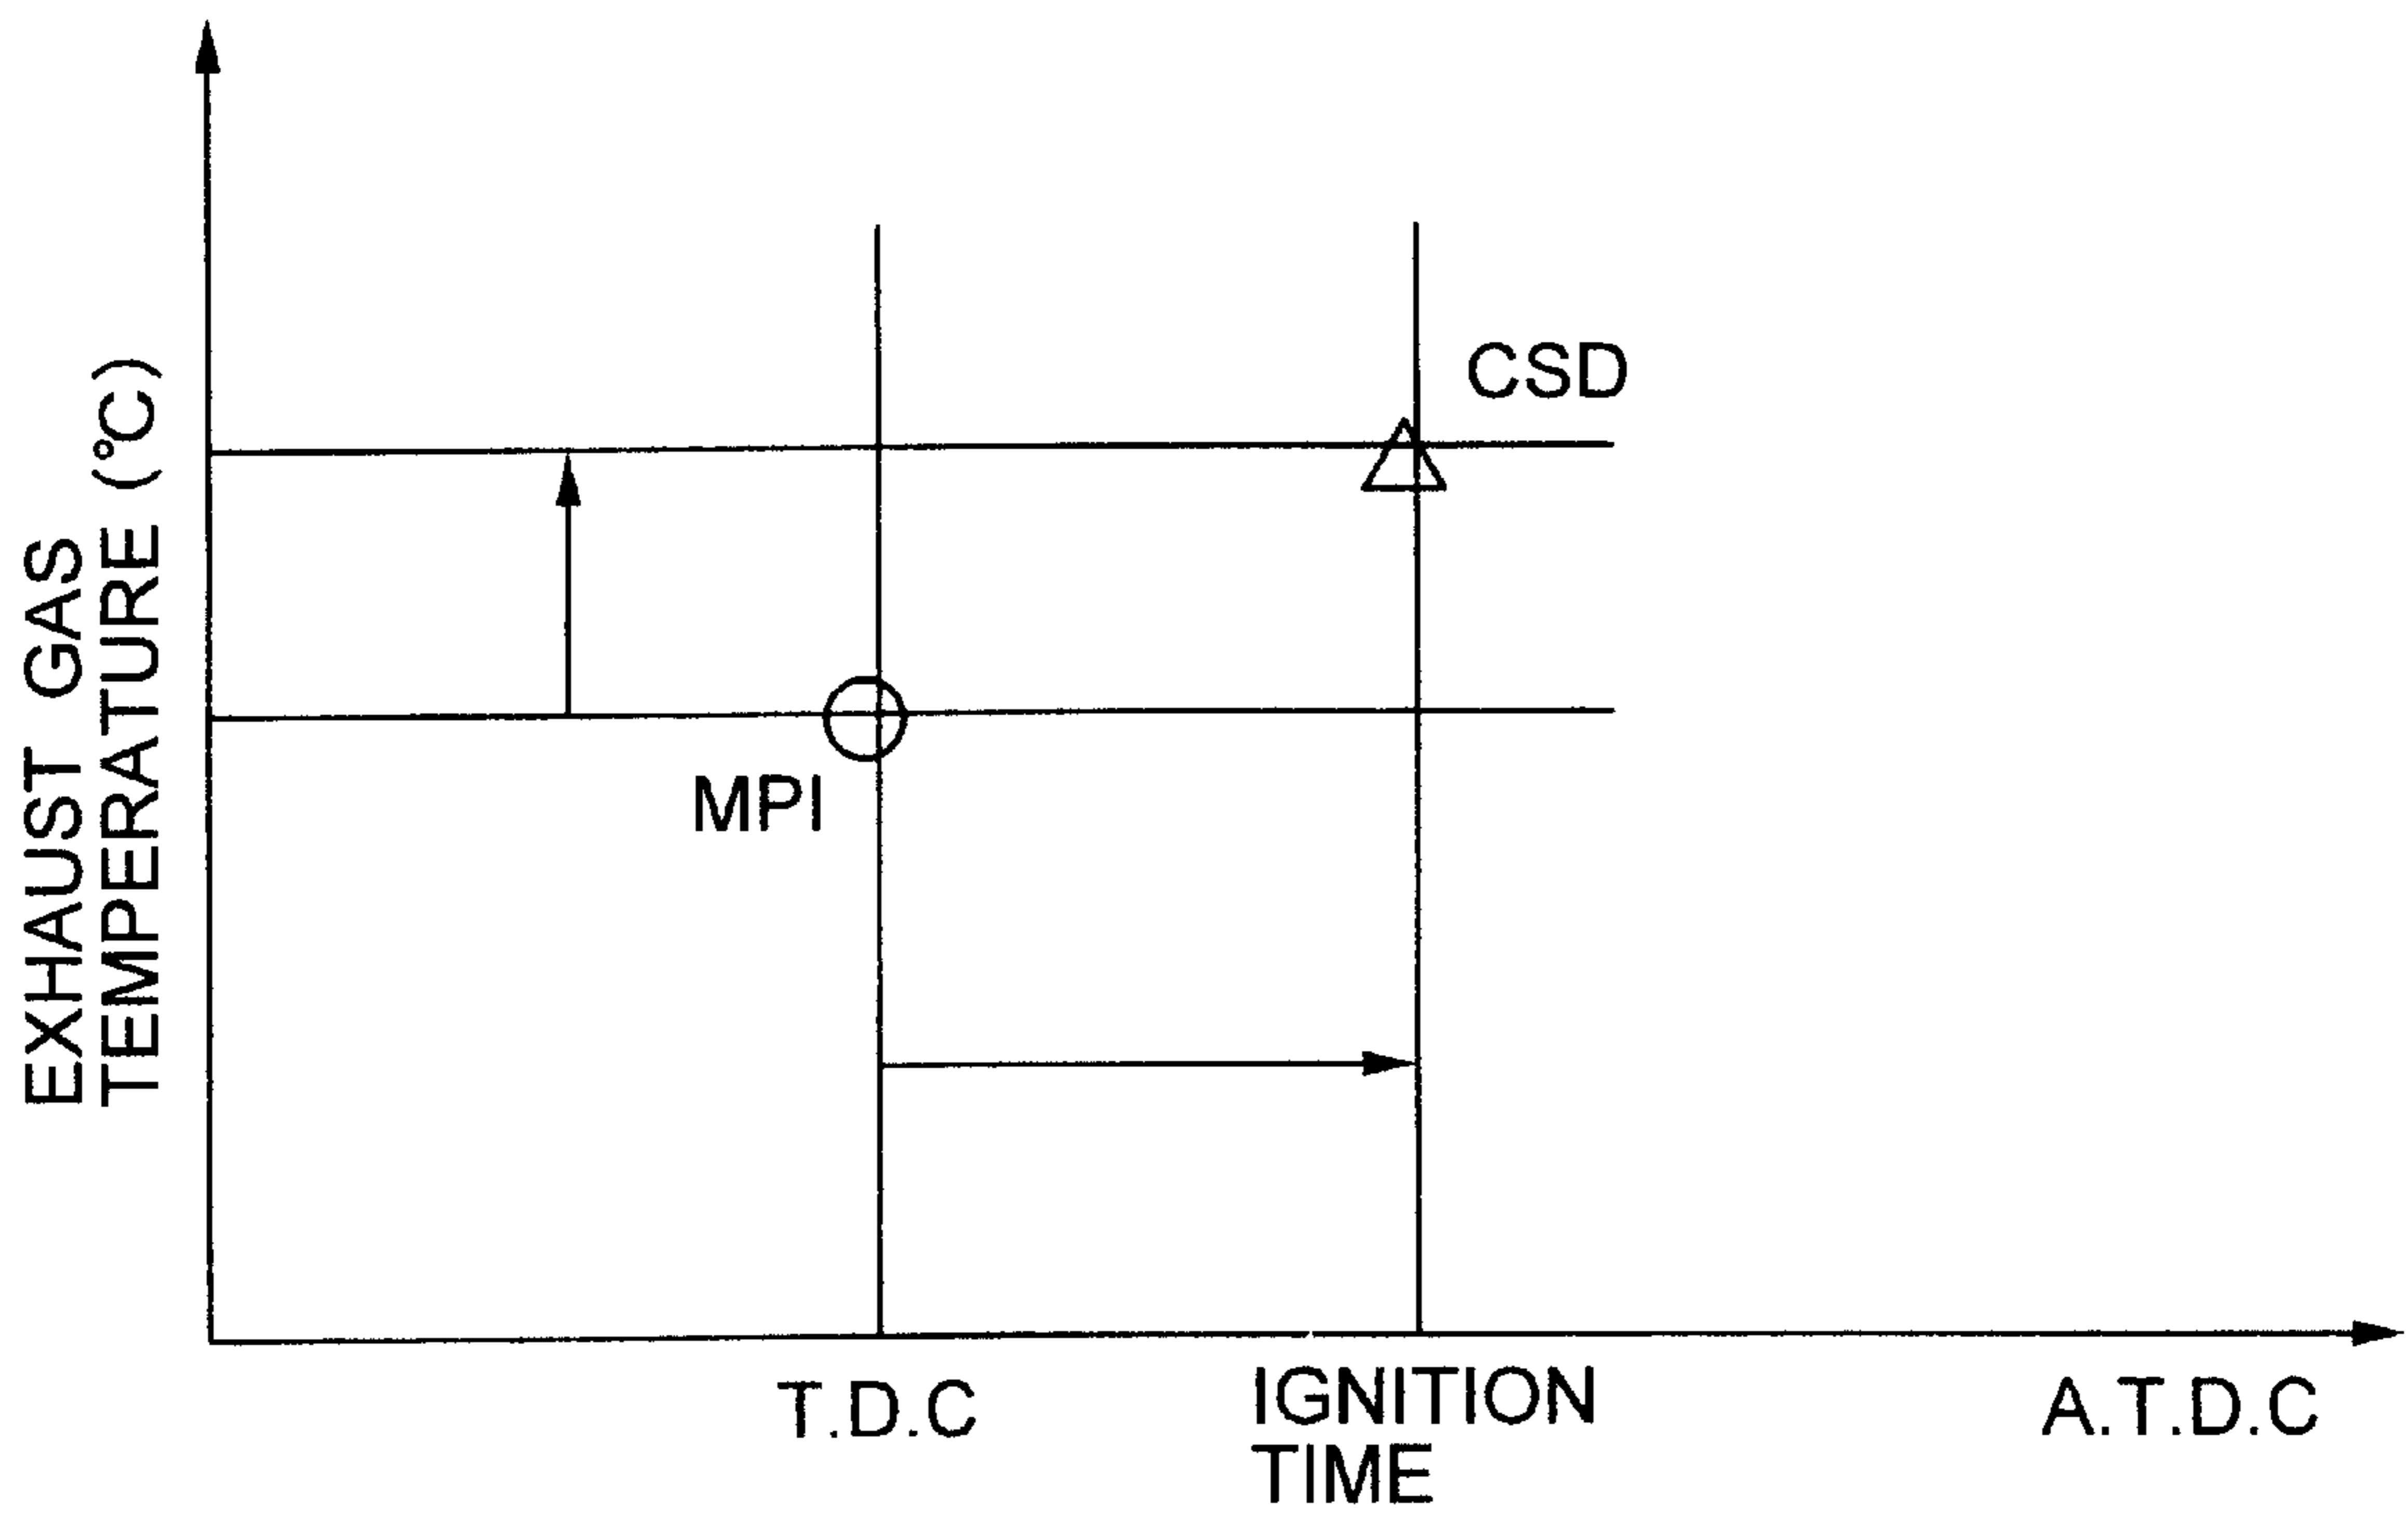 EXHAUST GAS
TEMPERATURE (°C)
CSD
MPI
T.D.C
IGNITION
TIME
A.T.D.C